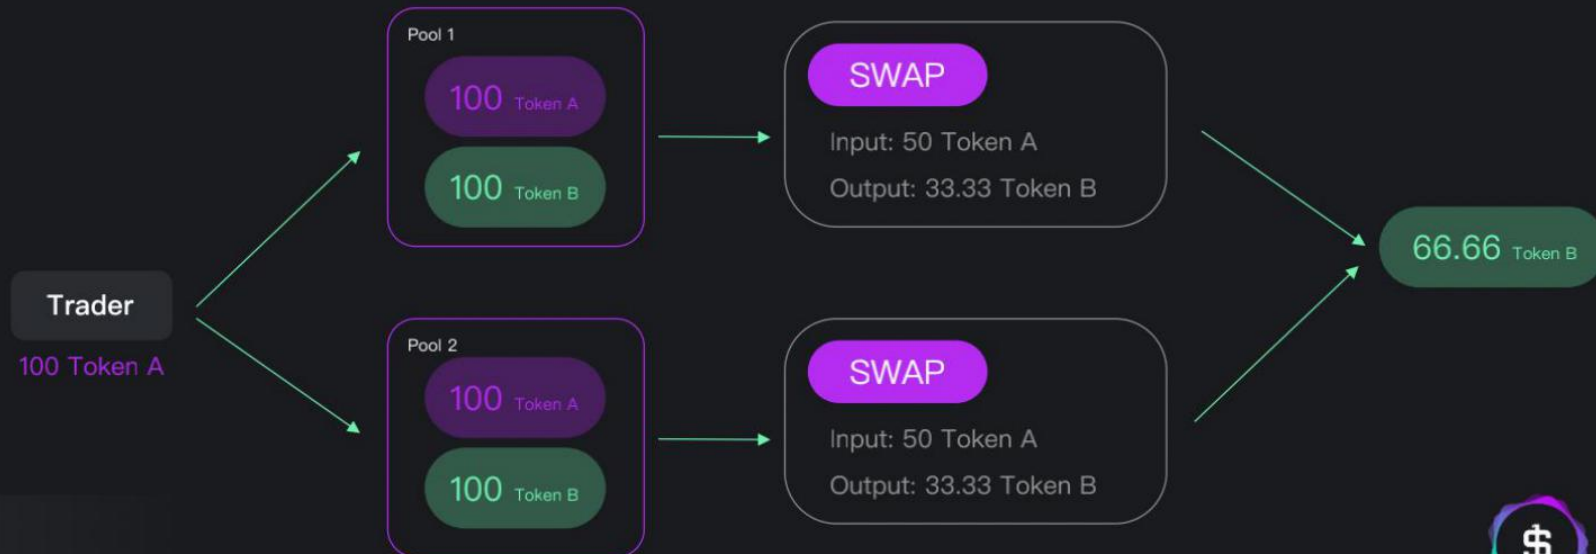 Trader
100 Token A
Pool 1
100 Token A
100 Token B
SWAP
Input: 50 Token A
Output: 33.33 Token B
Pool 2
100 Token A
100 Token B
SWAP
Input: 50 Token A
Output: 33.33 Token B
66.66 Token B
$